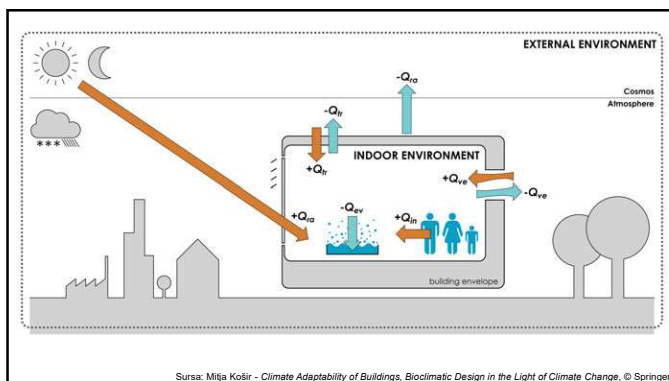 EXTERNAL ENVIRONMENT
-Qra
Cosmos
Atmosphere
-Qtr
INDOOR ENVIRONMENT
+Qtr
+Qve
-Qve
+Qra
-Qev
+Qin
building envelope
Sursa: Mitja Košir - Climate Adaptability of Buildings, Bioclimatic Design in the Light of Climate Change, © Springer